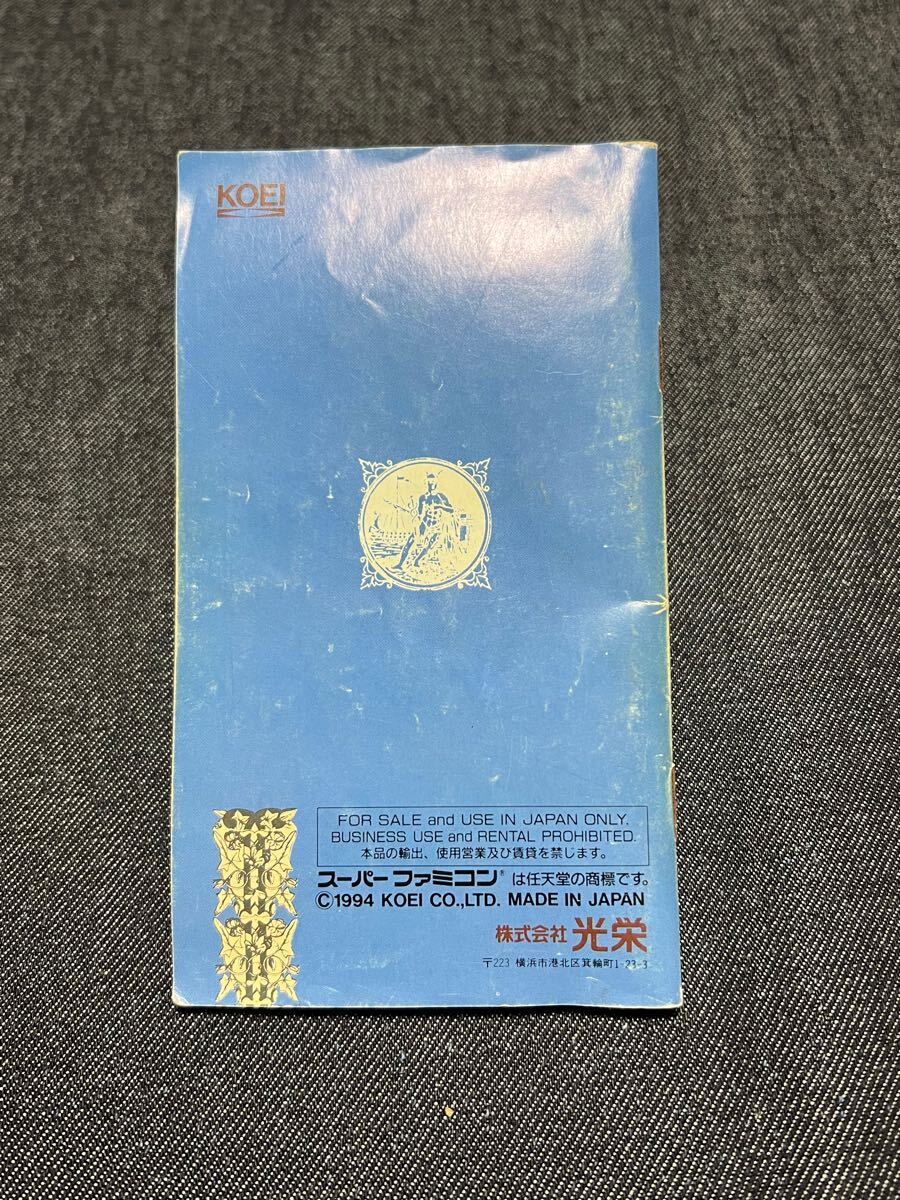 KOEI
FOR SALE and USE IN JAPAN ONLY.
BUSINESS USE and RENTAL PROHIBITED.
本品の輸出、使用営業及び賃貸を禁じます。
スーパーファミコン® は任天堂の商標です。
©1994 KOEI CO.,LTD. MADE IN JAPAN
株式会社 光栄
〒223 横浜市港北区箕輪町1-23-3